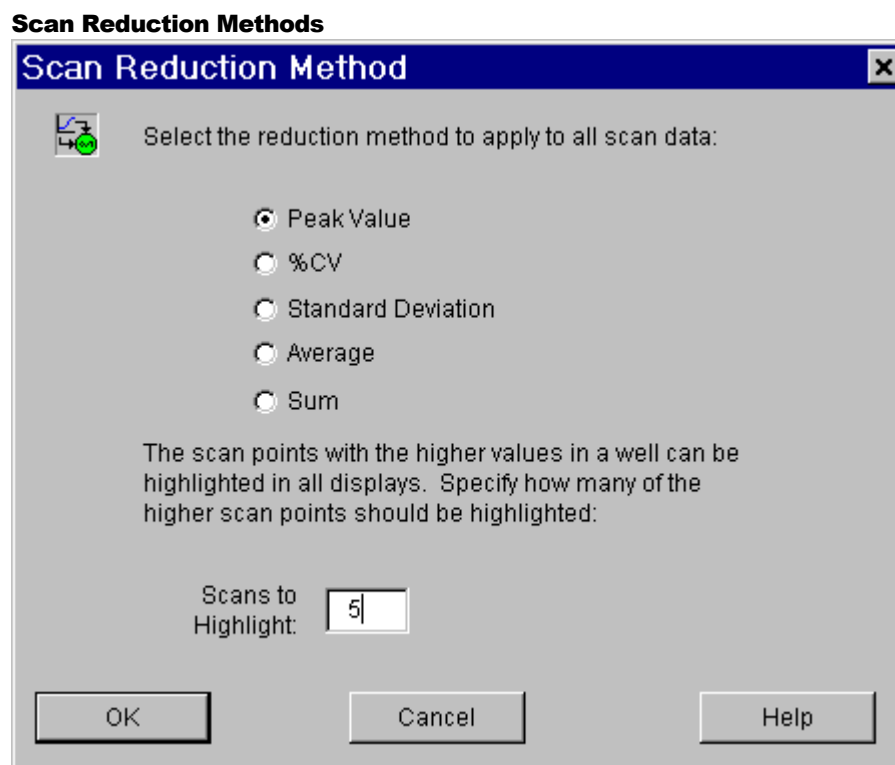 Scan Reduction Methods
Scan Reduction Method
Select the reduction method to apply to all scan data:
Peak Value
%CV
Standard Deviation
Average
Sum
The scan points with the higher values in a well can be
highlighted in all displays. Specify how many of the
higher scan points should be highlighted:
Scans to
Highlight:
5
OK
Cancel
Help